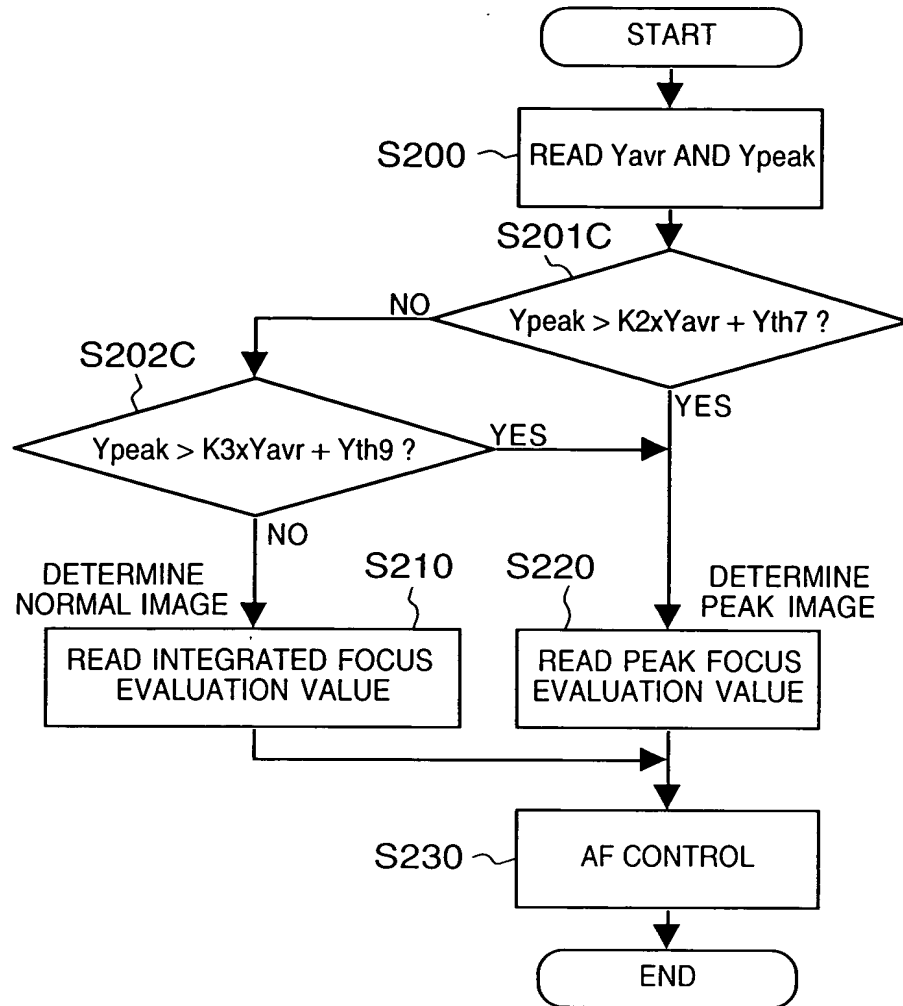 START
S200
READ Yavr AND Ypeak
S201C
NO
Ypeak > K2xYavr + Yth7 ?
S202C
YES
Ypeak > K3xYavr + Yth9 ?
YES
NO
DETERMINE
NORMAL IMAGE
S210
S220
DETERMINE
PEAK IMAGE
READ INTEGRATED FOCUS
EVALUATION VALUE
READ PEAK FOCUS
EVALUATION VALUE
S230
AF CONTROL
END